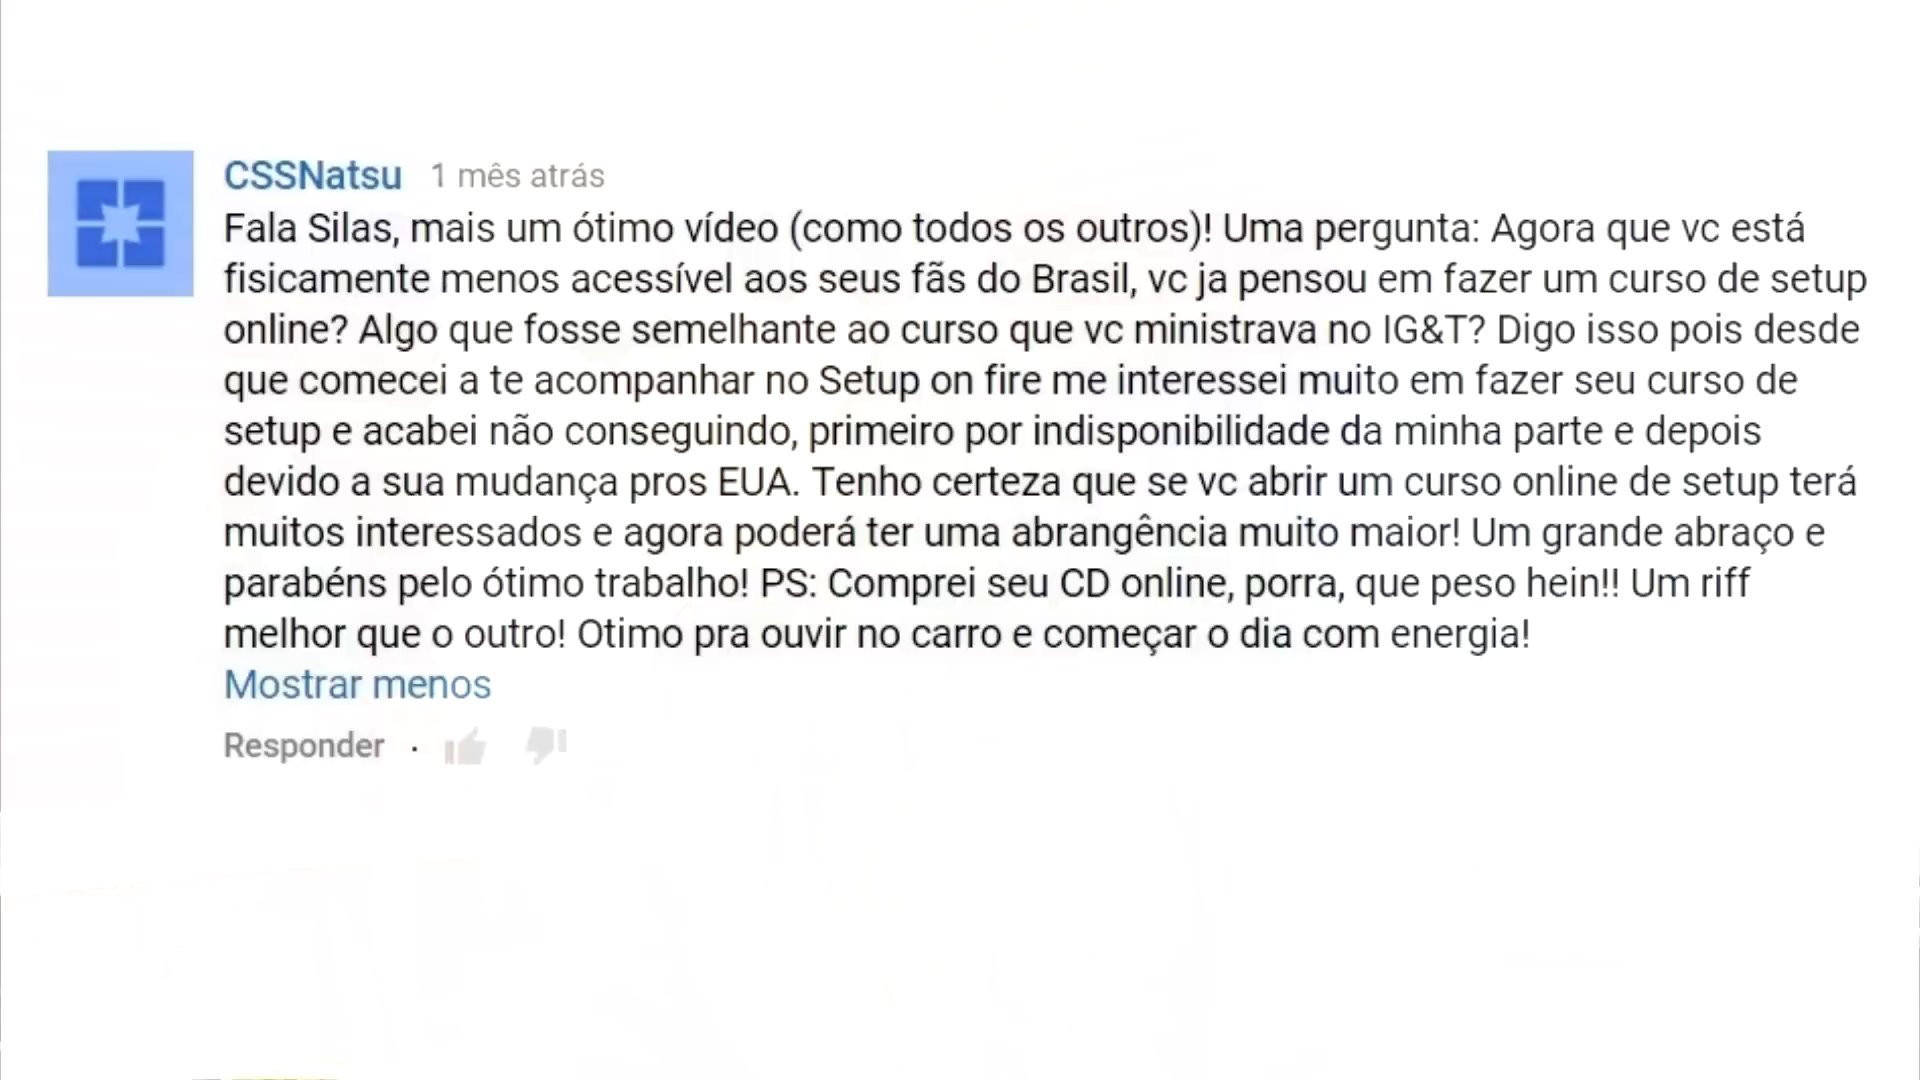 CSSNatsu 1 mês atrás
Fala Silas, mais um ótimo vídeo (como todos os outros)! Uma pergunta: Agora que vc está
fisicamente menos acessível aos seus fãs do Brasil, vc ja pensou em fazer um curso de setup
online? Algo que fosse semelhante ao curso que vc ministrava no IG&T? Digo isso pois desde
que comecei a te acompanhar no Setup on fire me interessei muito em fazer seu curso de
setup e acabei não conseguindo, primeiro por indisponibilidade da minha parte e depois
devido a sua mudança pros EUA. Tenho certeza que se vc abrir um curso online de setup terá
muitos interessados e agora poderá ter uma abrangência muito maior! Um grande abraço e
parabéns pelo ótimo trabalho! PS: Comprei seu CD online, porra, que peso hein!! Um riff
melhor que o outro! Otimo pra ouvir no carro e começar o dia com energia!
Mostrar menos
Responder ·